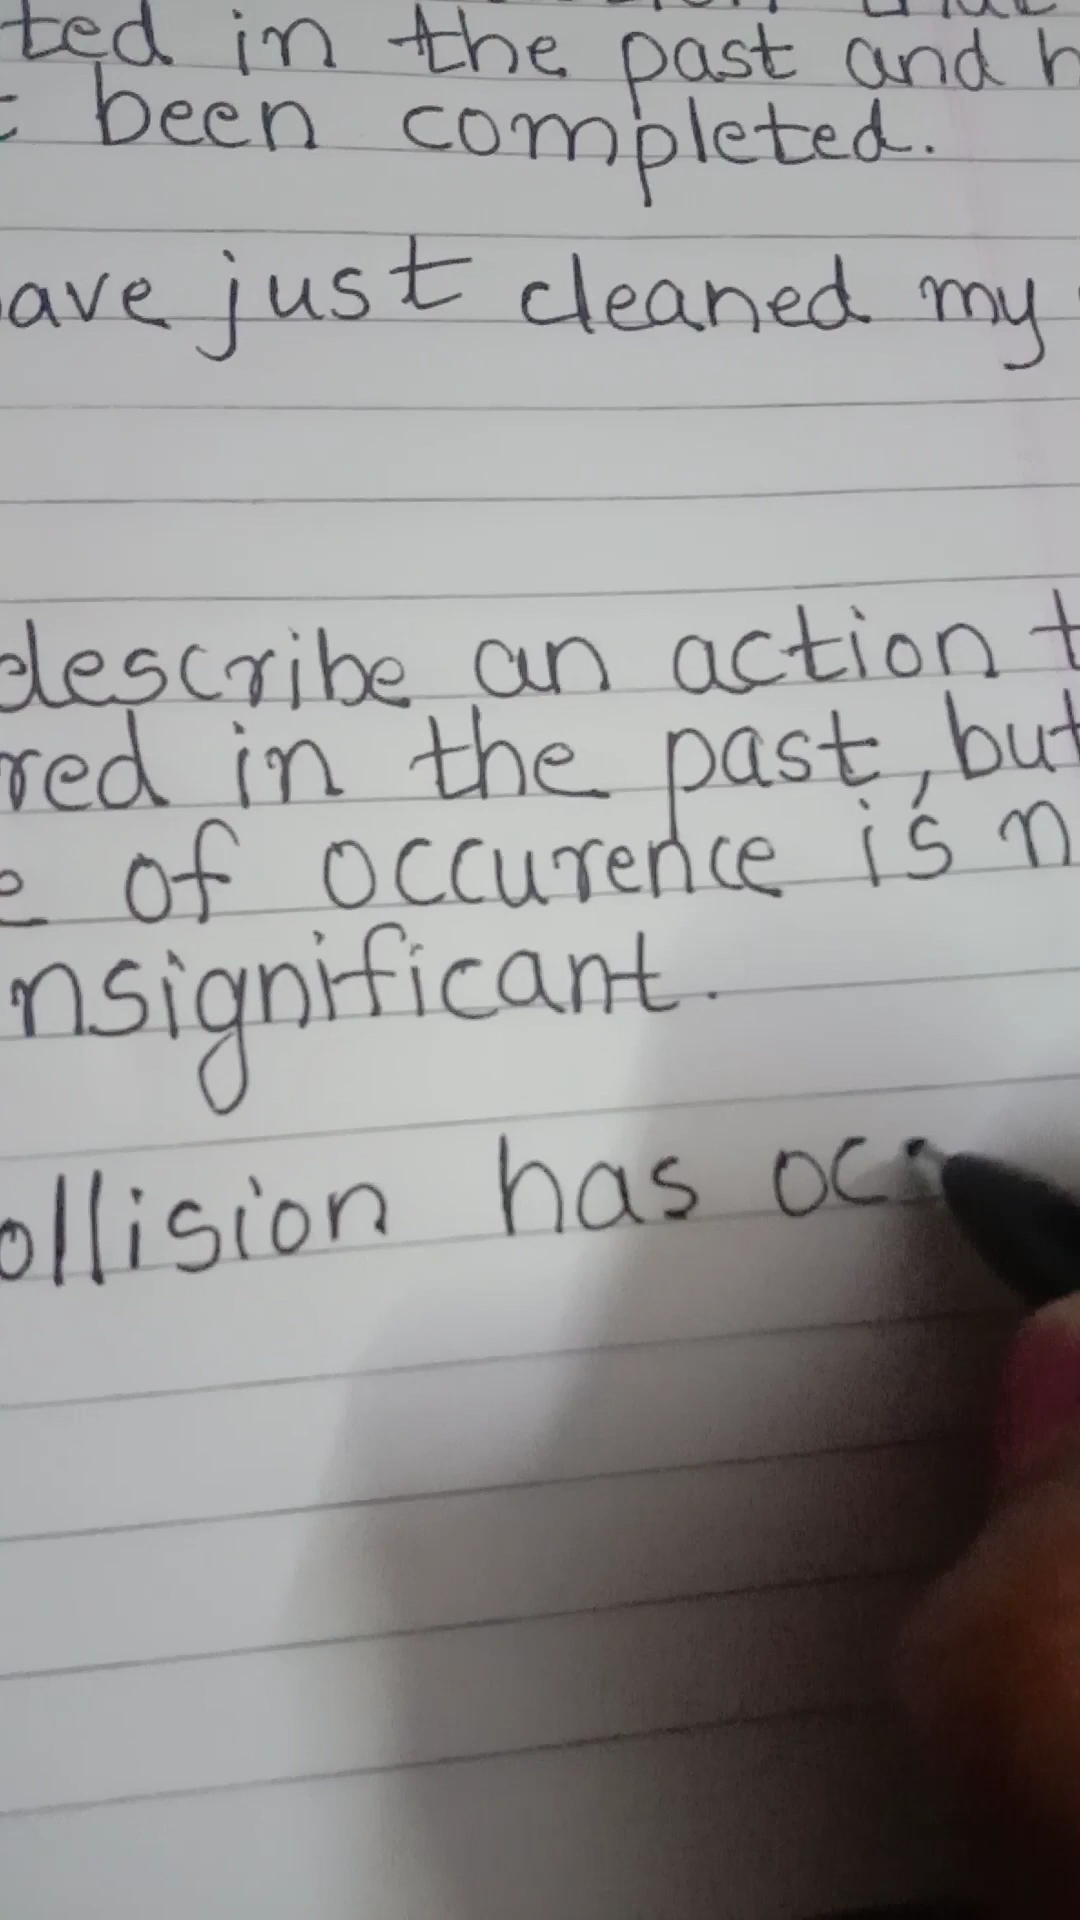 ted in the past and h
been completed.
ave just cleaned my
describe an action t
red in the past, but
e of occurence is n
nsignificant.
ollision has oc